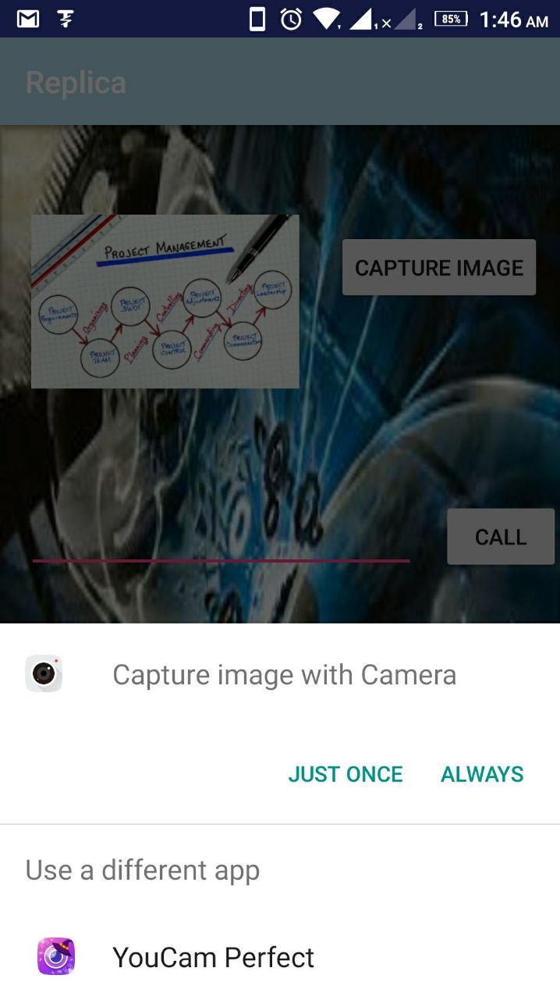 85%
1:46 AM
1
2
Replica
PROJECT MANAGEMENT
CAPTURE IMAGE
PROJECT
Requirements
Organising
PROJECT
TEAM
Planning
PROJECT
SWOT
Controlling
PROJECT
CONTROL
Commanding
PROJECT
Adjustments
Directing
PROJECT
Communication
PROJECT
Leadership
CALL
Capture image with Camera
JUST ONCE
ALWAYS
Use a different app
YouCam Perfect